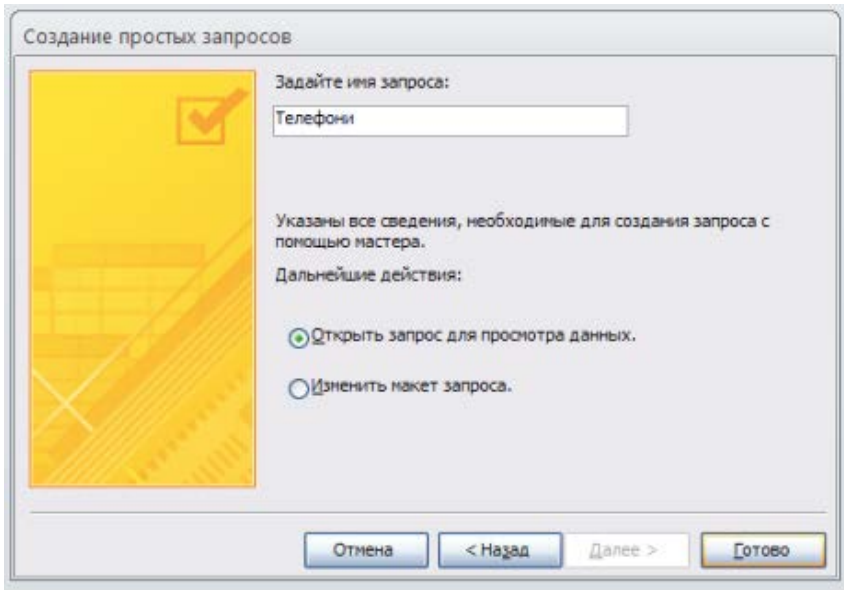 Создание простых запросов
Задайте имя запроса:
Телефони
Указаны все сведения, необходимые для создания запроса с
помощью мастера.
Дальнейшие действия:
Открыть запрос для просмотра данных.
Изменить макет запроса.
Отмена
< Назад
Далее >
Готово